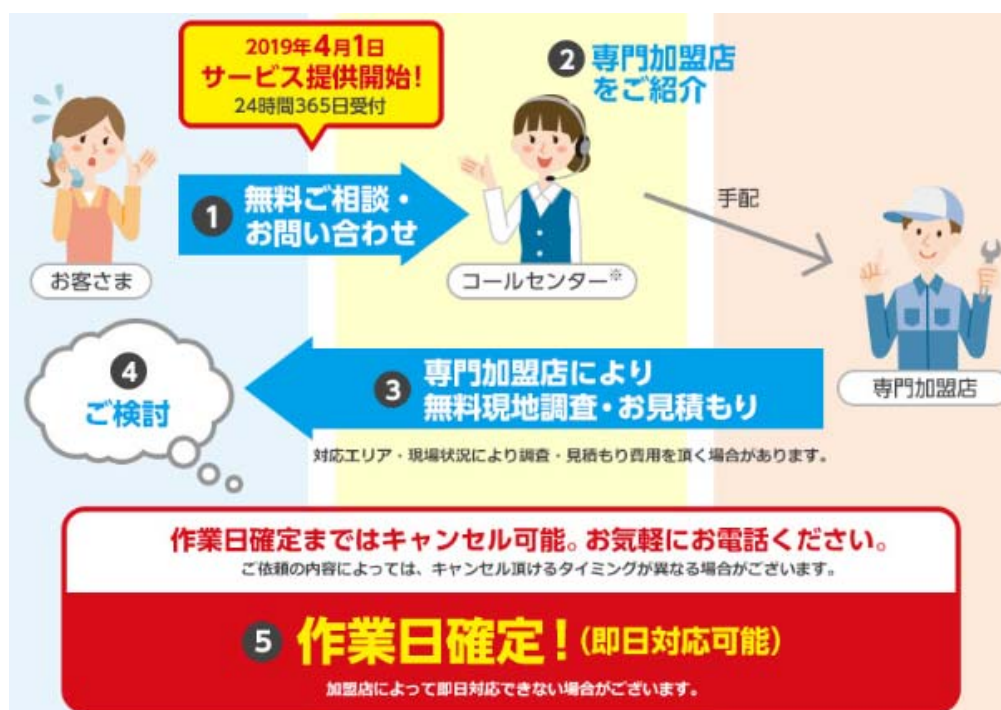 2019年4月1日
サービス提供開始!
24時間365日受付
❷ 専門加盟店
をご紹介
❶ 無料ご相談・
お問い合わせ
手配
お客さま
コールセンター※
専門加盟店
❸ 専門加盟店により
無料現地調査・お見積もり
❹
ご検討
対応エリア・現場状況により調査・見積もり費用を頂く場合があります。
作業日確定まではキャンセル可能。お気軽にお電話ください。
ご依頼の内容によっては、キャンセル頂けるタイミングが異なる場合がございます。
❺ 作業日確定!(即日対応可能)
加盟店によって即日対応できない場合がございます。